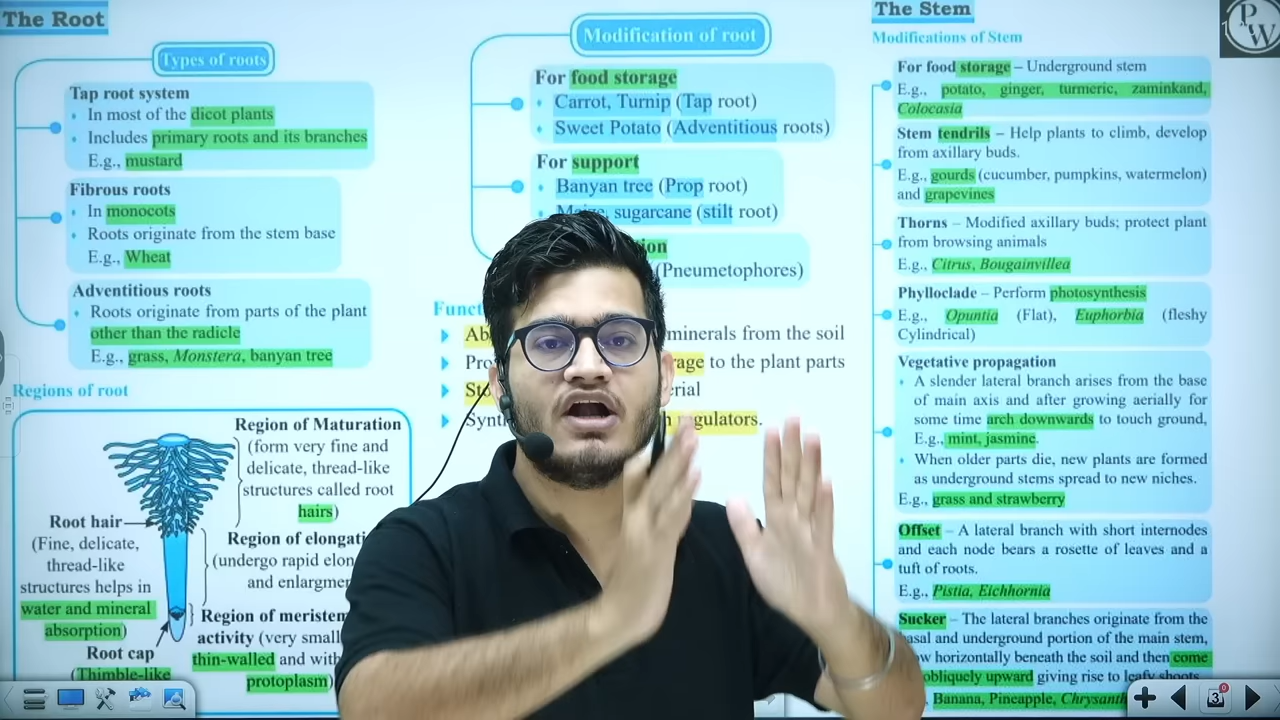 The Root
Types of roots
Tap root system
In most of the dicot plants
Includes primary roots and its branches
E.g., mustard
Fibrous roots
In monocots
Roots originate from the stem base
E.g., Wheat
Adventitious roots
Roots originate from parts of the plant
other than the radicle
E.g., grass, Monstera, banyan tree
Regions of root
Region of Maturation
(form very fine and
delicate, thread-like
structures called root
hairs)
Root hair
(Fine, delicate,
thread-like
structures helps in
water and mineral
absorption)
Region of
(undergo rapid
and
Region of
activity (very small
thin-walled and
protoplasm)
Root cap
(Thimble-like
Modification of root
For food storage
Carrot, Turnip (Tap root)
Sweet Potato (Adventitious roots)
For support
Banyan tree (Prop root)
Maize, sugarcane (stilt root)
(Pneumetophores)
minerals from the soil
to the plant parts
The Stem
Modifications of Stem
For food storage – Underground stem
E.g., potato, ginger, turmeric, zaminkand,
Colocasia
Stem tendrils – Help plants to climb, develop
from axillary buds.
E.g., gourds (cucumber, pumpkins, watermelon)
and grapevines
Thorns – Modified axillary buds; protect plant
from browsing animals
E.g., Citrus, Bougainvillea
Phylloclade – Perform photosynthesis
E.g., Opuntia (Flat), Euphorbia (fleshy
Cylindrical)
Vegetative propagation
A slender lateral branch arises from the base
of main axis and after growing aerially for
some time arch downwards to touch ground,
E.g., mint, jasmine.
When older parts die, new plants are formed
as underground stems spread to new niches.
E.g., grass and strawberry
Offset – A lateral branch with short internodes
and each node bears a rosette of leaves and a
tuft of roots.
E.g., Pistia, Eichhornia
Sucker – The lateral branches originate from the
basal and underground portion of the main stem,
horizontally beneath the soil and then come
obliquely upward giving rise to leafy shoots
Banana, Pineapple,
PW
3
0